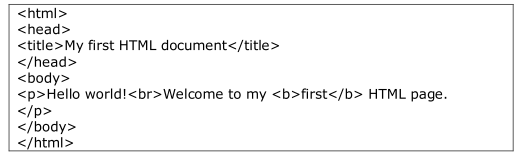 <html>
<head>
<title>My first HTML document</title>
</head>
<body>
<p>Hello world!<br>Welcome to my <b>first</b> HTML page.
</p>
</body>
</html>